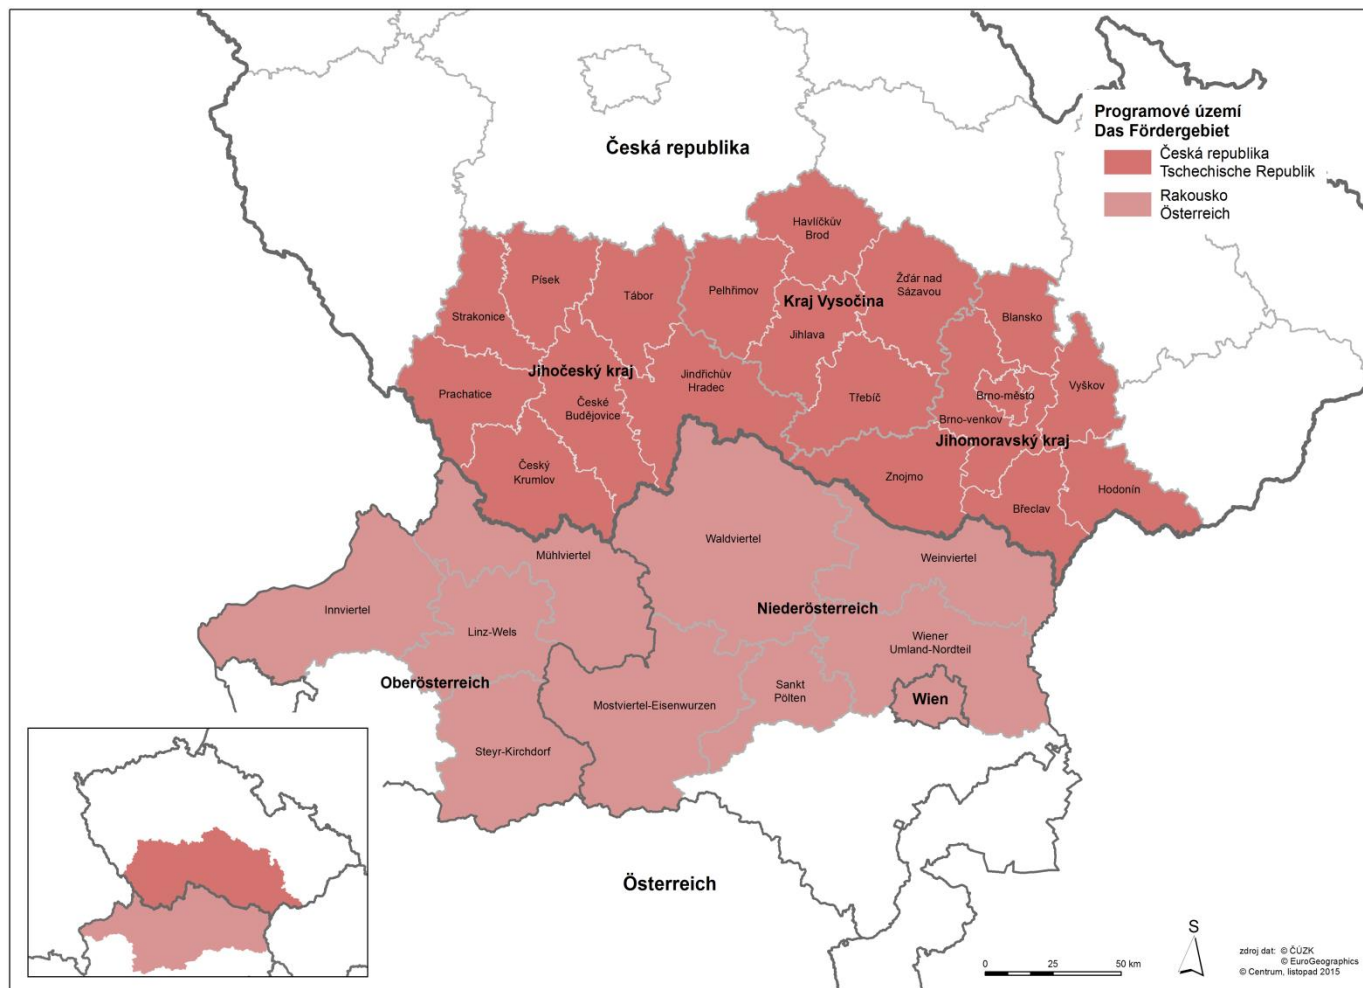 Programové území
Das Fördergebiet
Česká republika
Tschechische Republik
Rakousko
Österreich
Česká republika
Havlíčkův
Brod
Písek
Tábor
Pelhřimov
Žďár nad
Sázavou
Kraj Vysočina
Strakonice
Blansko
Jihlava
Jihočeský kraj
Jindřichův
Hradec
Vyškov
Prachatice
České
Budějovice
Třebíč
Brno-město
Brno-venkov
Jihomoravský kraj
Český
Krumlov
Znojmo
Hodonín
Břeclav
Waldviertel
Mühlviertel
Weinviertel
Innviertel
Niederösterreich
Linz-Wels
Wiener
Umland-Nordteil
Oberösterreich
Sankt
Pölten
Mostviertel-Eisenwurzen
Wien
Steyr-Kirchdorf
Österreich
S
0 25 50 km
zdroj dat: © ČÚZK
© EuroGeographics
© Centrum, listopad 2015